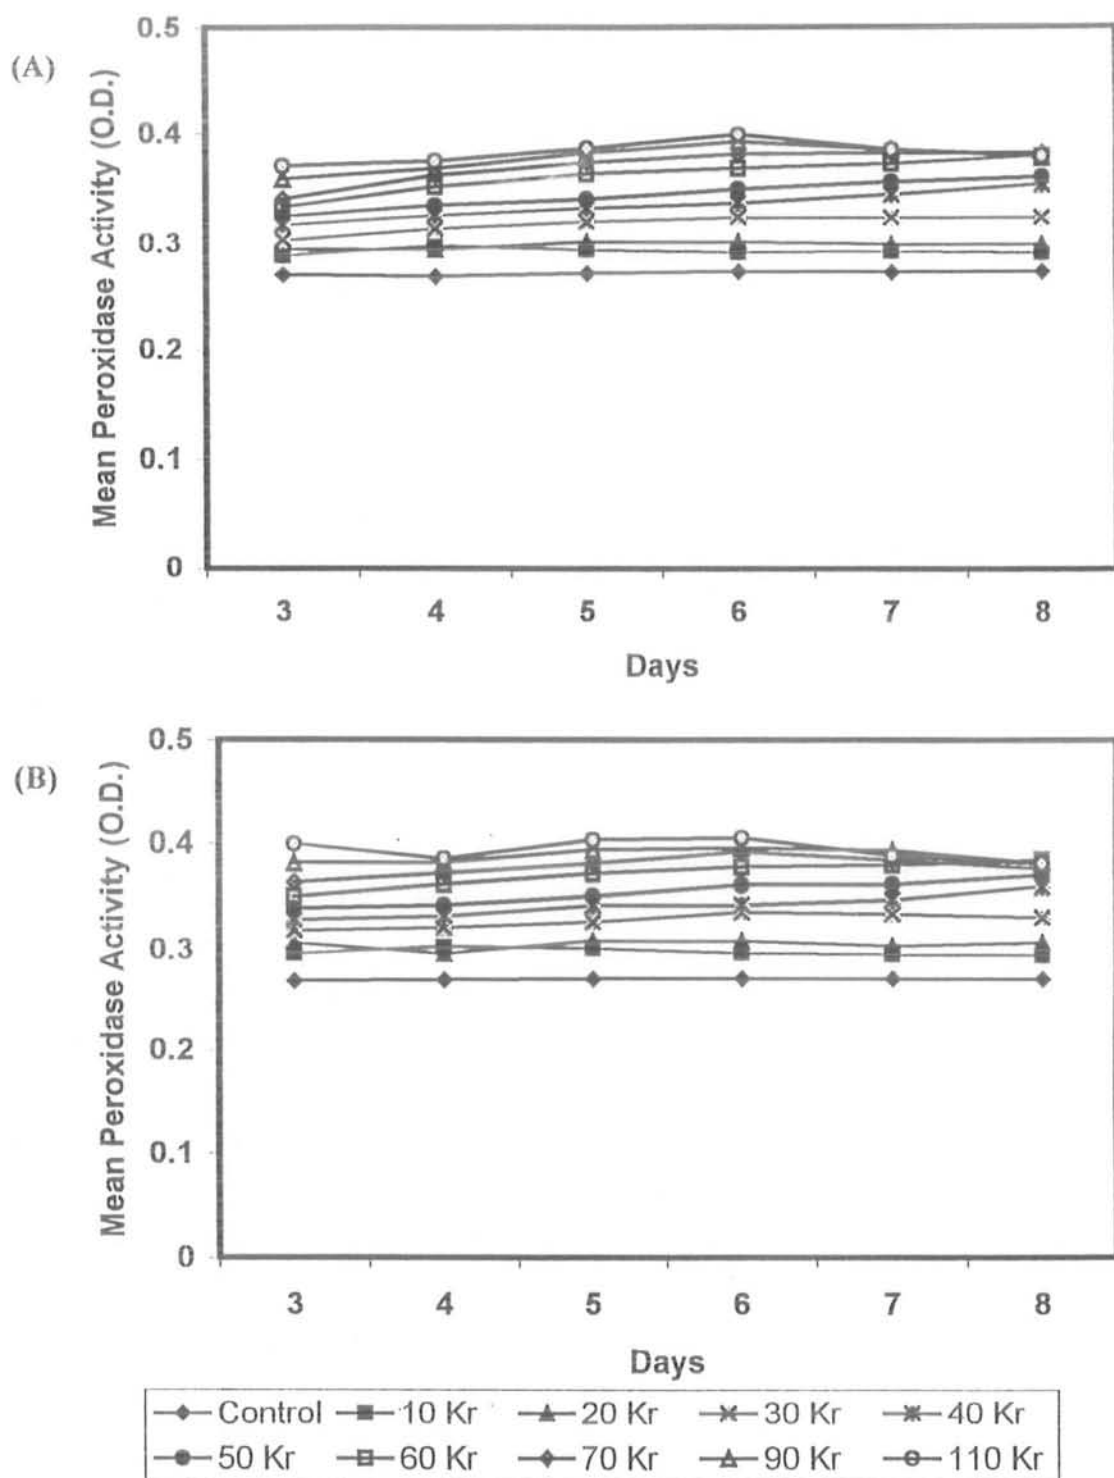 (A)
Mean Peroxidase Activity (O.D.)
0.5
0.4
0.3
0.2
0.1
0
3 4 5 6 7 8
Days
(B)
Mean Peroxidase Activity (O.D.)
0.5
0.4
0.3
0.2
0.1
0
3 4 5 6 7 8
Days
Control 10 Kr 20 Kr 30 Kr 40 Kr
50 Kr 60 Kr 70 Kr 90 Kr 110 Kr